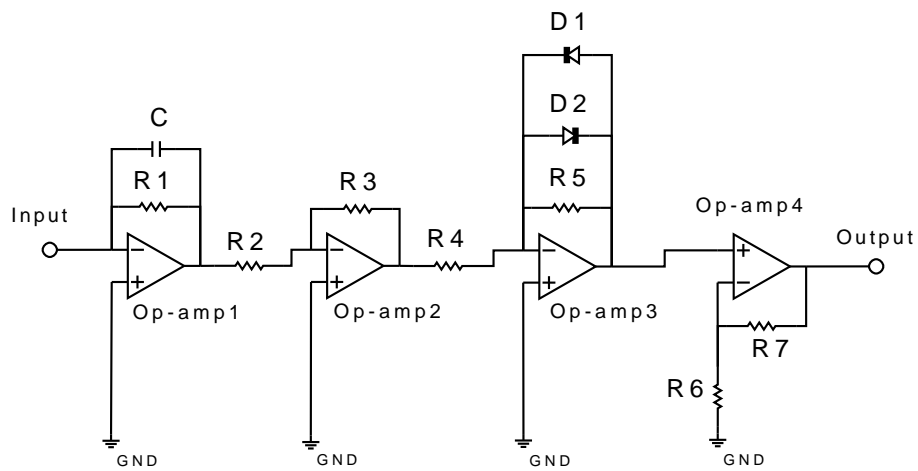 D1
C
D2
R1
R3
R5
Input
R2
R4
Op-amp4
Output
Op-amp1
Op-amp2
Op-amp3
R7
R6
GND
GND
GND
GND